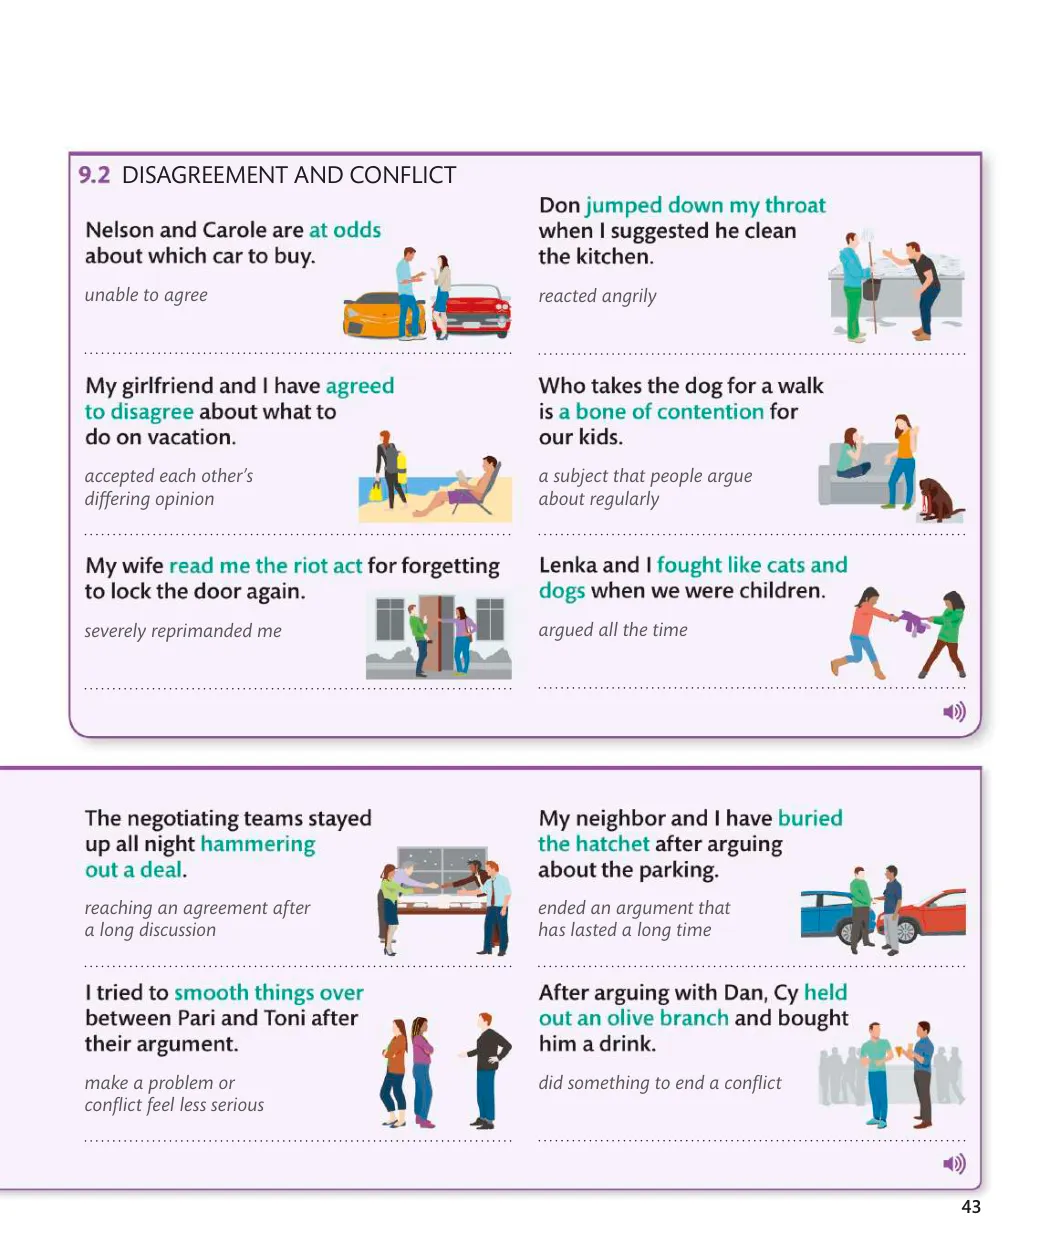 9.2 DISAGREEMENT AND CONFLICT
Nelson and Carole are at odds
about which car to buy.
unable to agree
Don jumped down my throat
when I suggested he clean
the kitchen.
reacted angrily
My girlfriend and I have agreed
to disagree about what to
do on vacation.
accepted each other's
differing opinion
Who takes the dog for a walk
is a bone of contention for
our kids.
a subject that people argue
about regularly
My wife read me the riot act for forgetting
to lock the door again.
severely reprimanded me
Lenka and I fought like cats and
dogs when we were children.
argued all the time
The negotiating teams stayed
up all night hammering
out a deal.
reaching an agreement after
a long discussion
My neighbor and I have buried
the hatchet after arguing
about the parking.
ended an argument that
has lasted a long time
I tried to smooth things over
between Pari and Toni after
their argument.
make a problem or
conflict feel less serious
After arguing with Dan, Cy held
out an olive branch and bought
him a drink.
did something to end a conflict
43